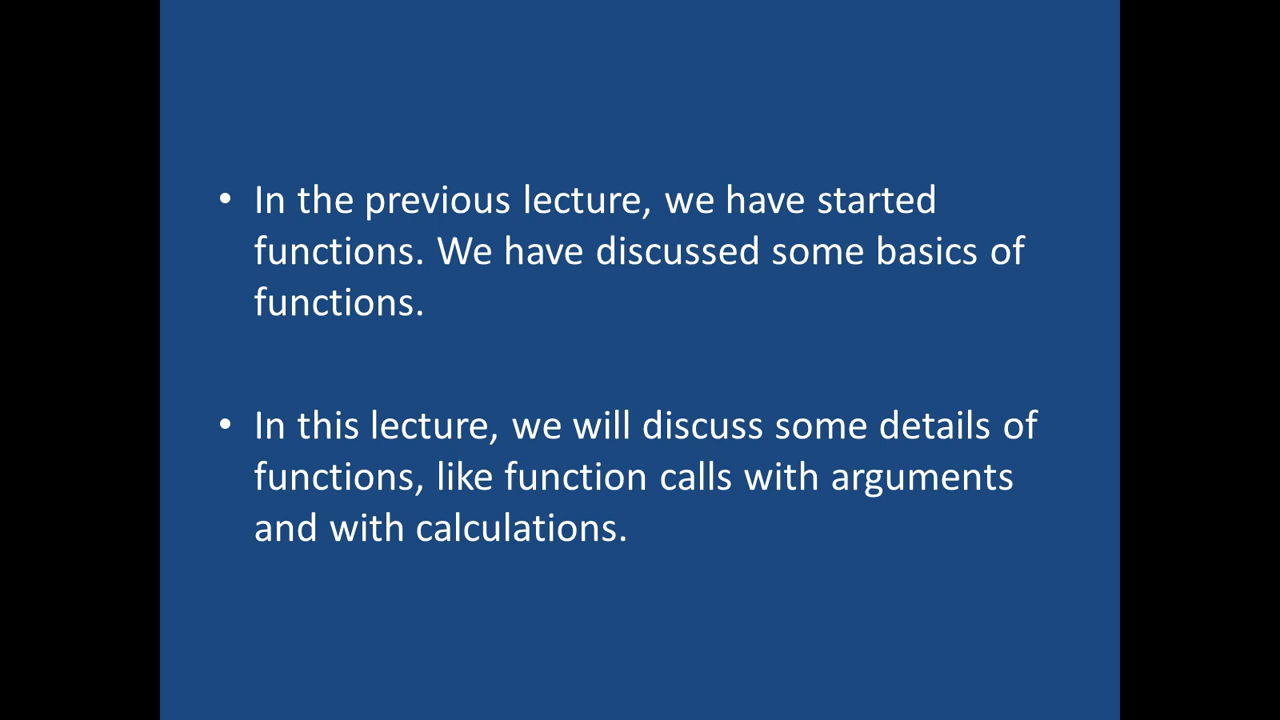 • In the previous lecture, we have started
functions. We have discussed some basics of
functions.
• In this lecture, we will discuss some details of
functions, like function calls with arguments
and with calculations.